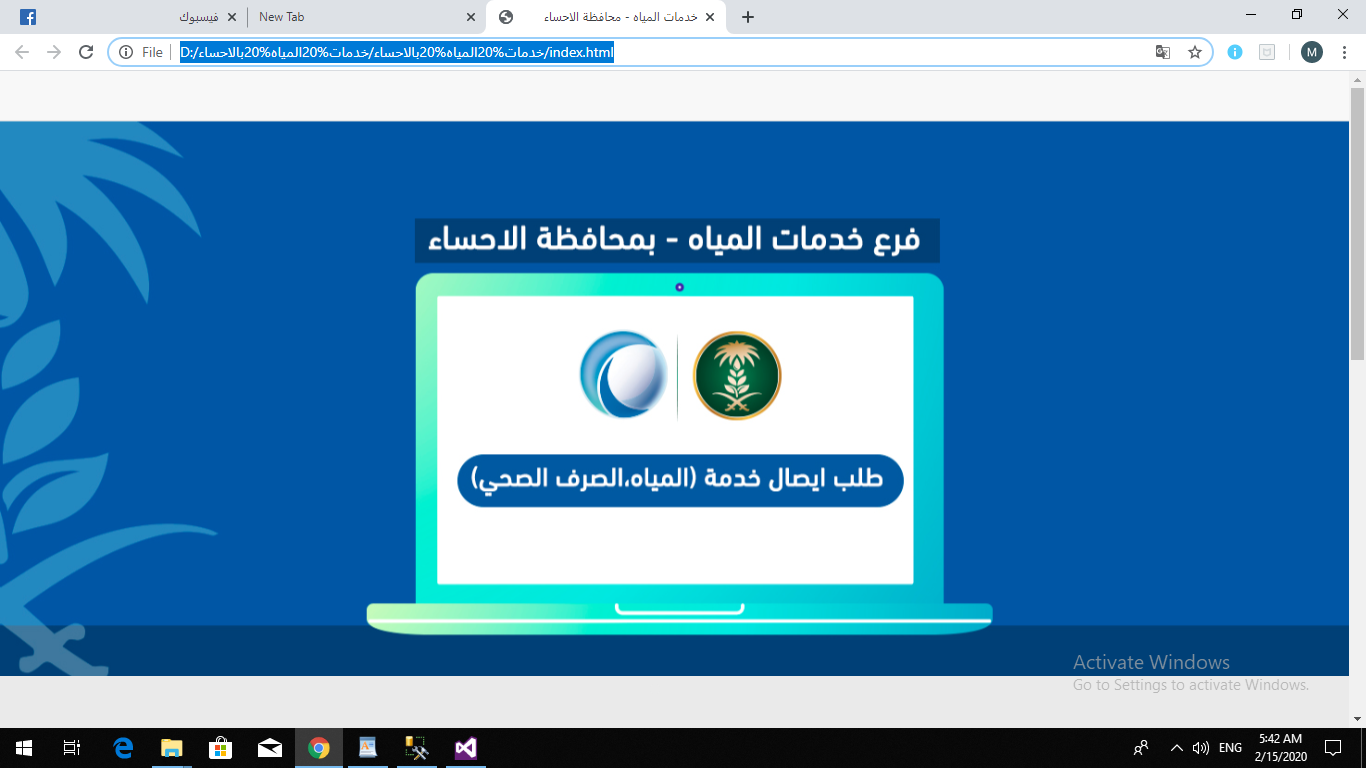 فيسبوك
New Tab
خدمات المياه - محافظة الاحساء
File
D:/خدمات%20المياه%20بالاحساء/خدمات%20المياه%20بالاحساء/index.html
M
فرع خدمات المياه - بمحافظة الاحساء
طلب ايصال خدمة (المياه،الصرف الصحي)
Activate Windows
Go to Settings to activate Windows.
ENG
5:42 AM
2/15/2020